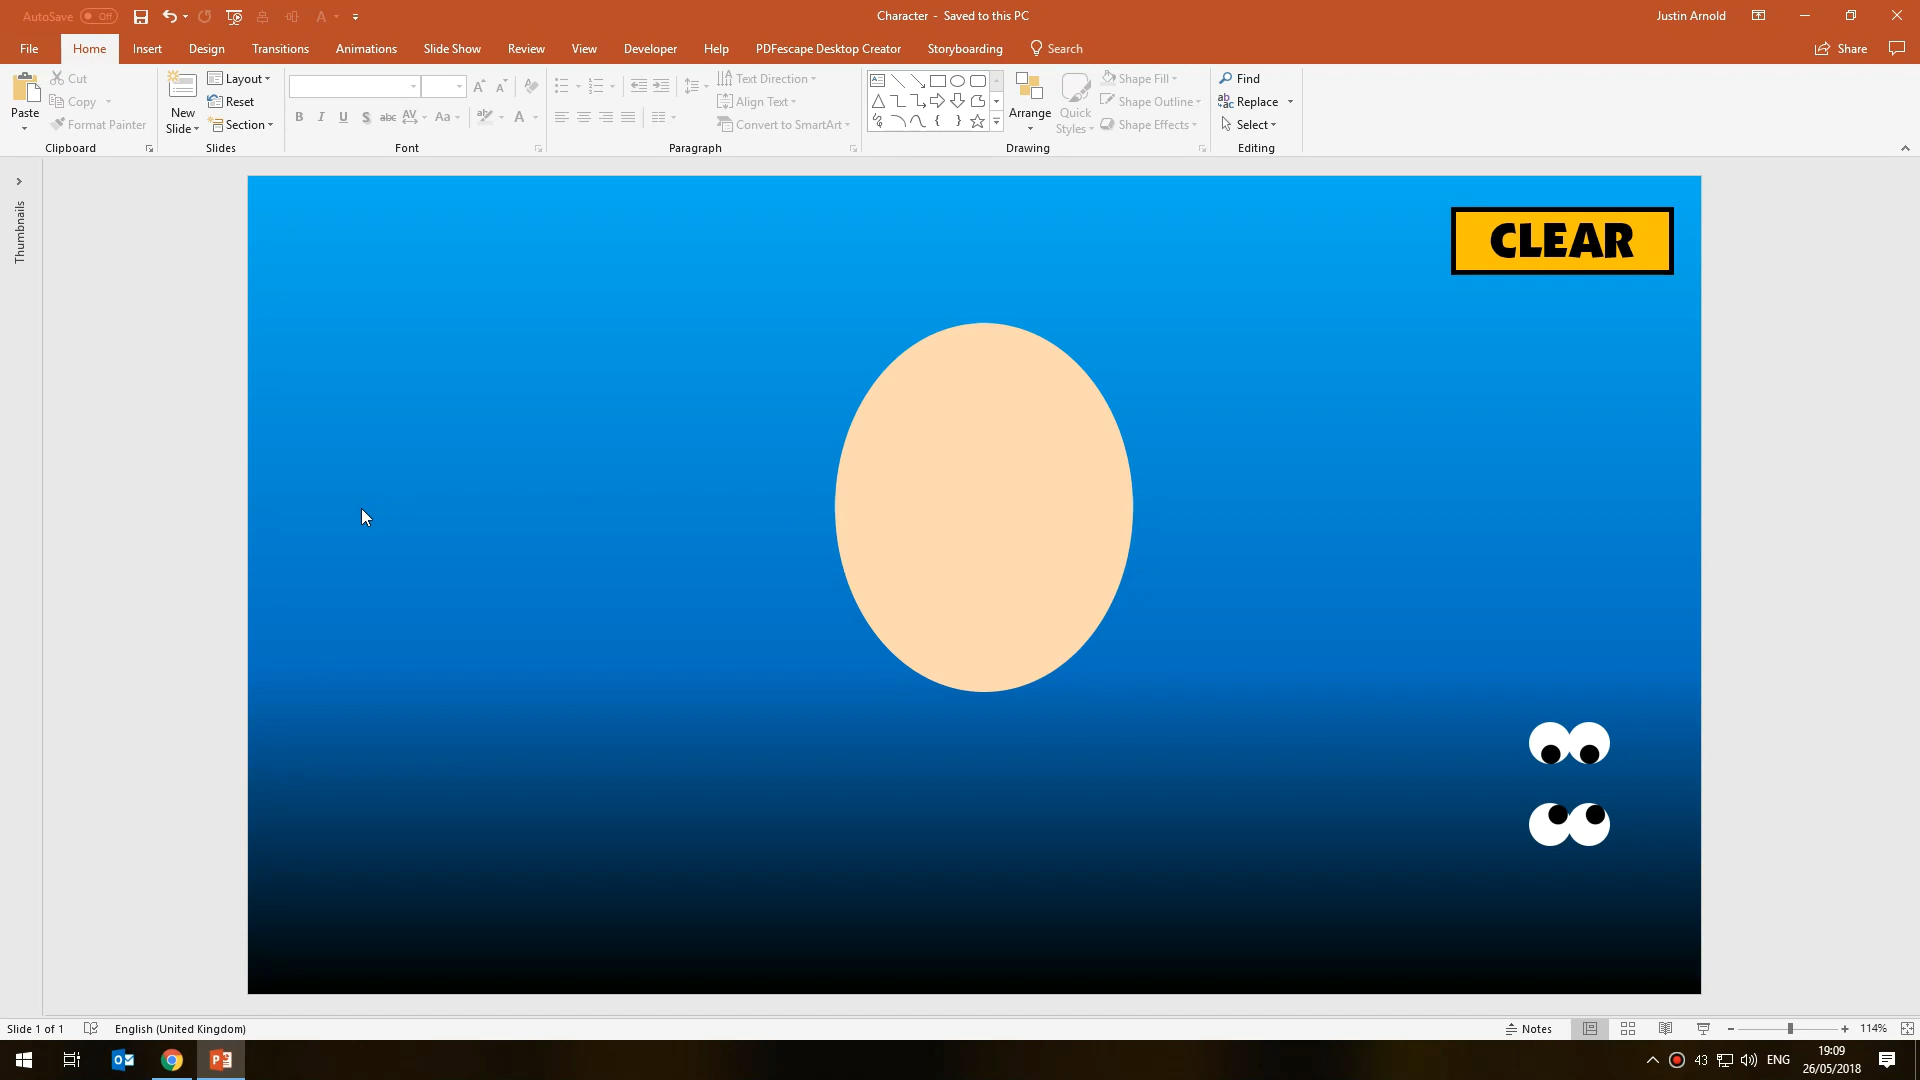 AutoSave Off
Character - Saved to this PC
Justin Arnold
File Home Insert Design Transitions Animations Slide Show Review View Developer Help PDFescape Desktop Creator Storyboarding Search Share
Paste
Cut
Copy
Format Painter
Clipboard
New
Slide
Layout
Reset
Section
Slides
B I U S abc AV Aa A
Font
Text Direction
Align Text
Convert to SmartArt
Paragraph
Arrange
Quick
Styles
Shape Fill
Shape Outline
Shape Effects
Drawing
Find
Replace
Select
Editing
Thumbnails
CLEAR
Slide 1 of 1
English (United Kingdom)
Notes
114%
43
ENG
19:09
26/05/2018